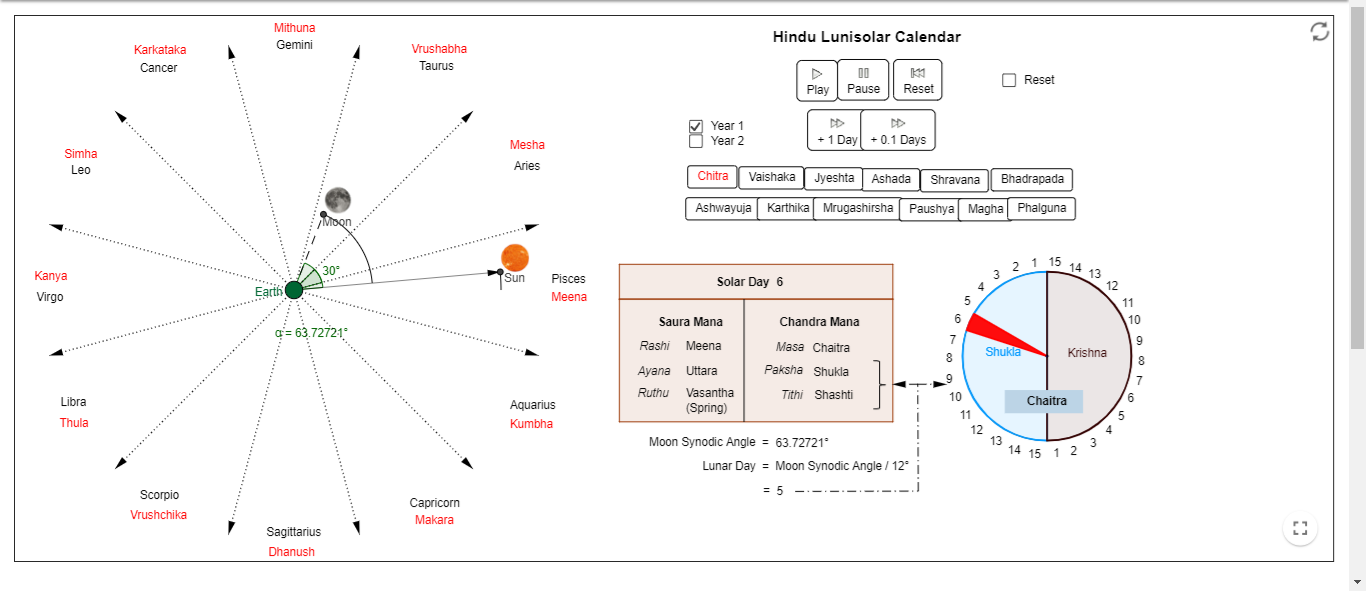 Mithuna
Gemini
Karkataka
Cancer
Vrushabha
Taurus
Simha
Leo
Mesha
Aries
Moon
30°
Sun
Kanya
Virgo
Earth
Pisces
Meena
α = 63.72721°
Libra
Thula
Aquarius
Kumbha
Scorpio
Vrushchika
Capricorn
Makara
Sagittarius
Dhanush
Hindu Lunisolar Calendar
Play Pause Reset
Reset
Year 1
Year 2
+ 1 Day + 0.1 Days
Chitra Vaishaka Jyeshta Ashada Shravana Bhadrapada
Ashwayuja Karthika Mrugashirsha Paushya Magha Phalguna
Solar Day 6
Saura Mana Chandra Mana
Rashi Meena Masa Chaitra
Ayana Uttara Paksha Shukla
Ruthu Vasantha Tithi Shashti
(Spring)
Moon Synodic Angle = 63.72721°
Lunar Day = Moon Synodic Angle / 12°
= 5
1 2 3 4 5 6 7 8 9 10 11 12 13 14 15
15 14 13 12 11 10 9 8 7 6 5 4 3 2 1
Shukla Krishna
Chaitra